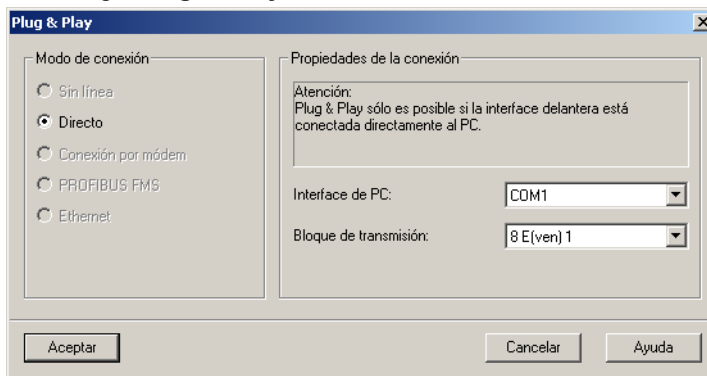 Plug & Play
Modo de conexión
Sin línea
Directo
Conexión por módem
PROFIBUS FMS
Ethernet
Propiedades de la conexión
Atención:
Plug & Play sólo es posible si la interface delantera está
conectada directamente al PC.
Interface de PC:
COM1
Bloque de transmisión:
8 E(ven) 1
Aceptar
Cancelar
Ayuda